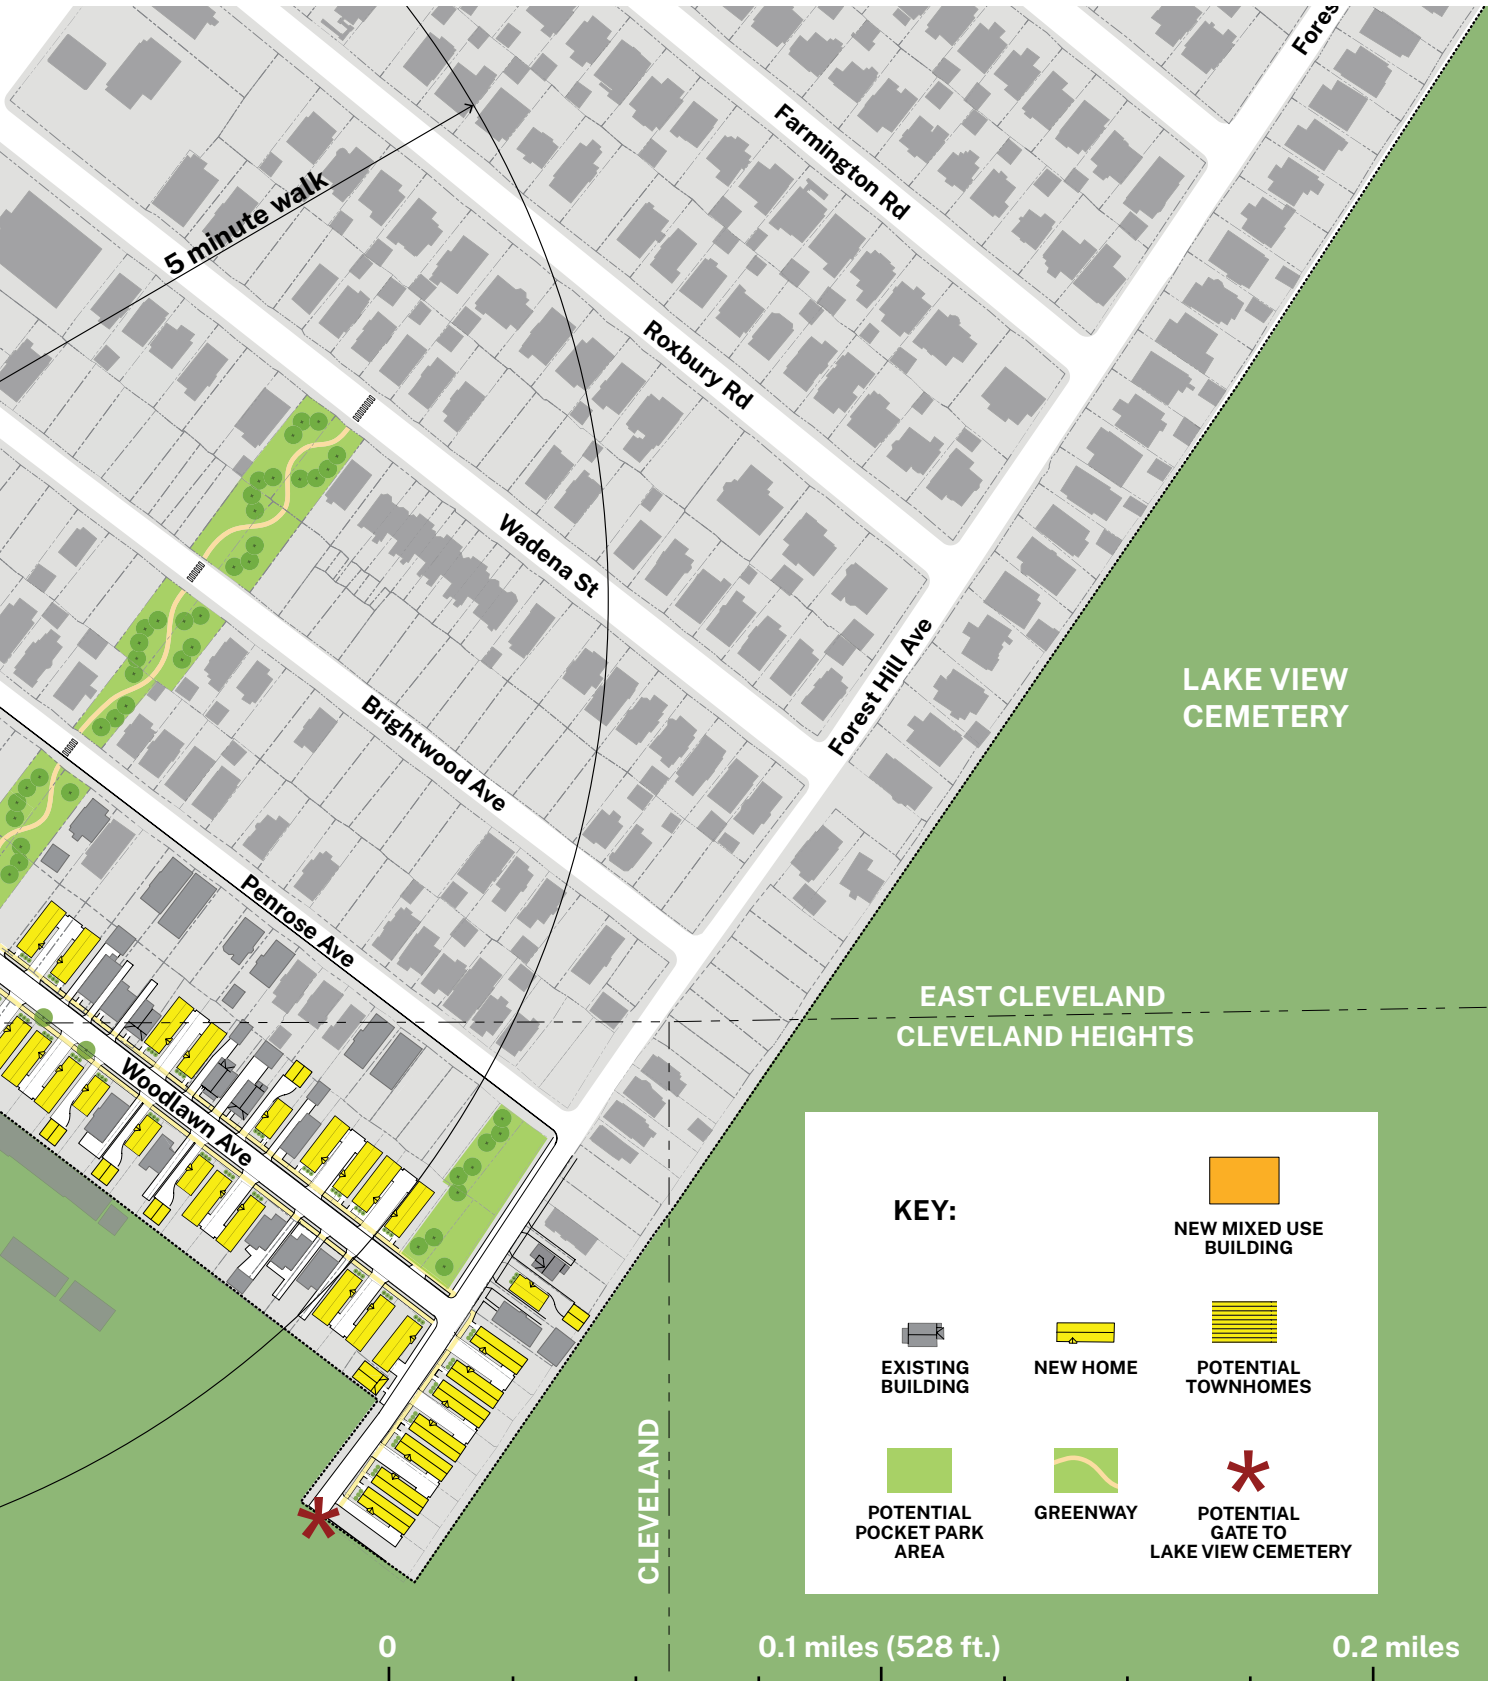 Fores
Farmington Rd
5 minute walk
Roxbury Rd
Wadena St
Forest Hill Ave
LAKE VIEW
CEMETERY
Brightwood Ave
Penrose Ave
EAST CLEVELAND
CLEVELAND HEIGHTS
Woodlawn Ave
KEY:
NEW MIXED USE
BUILDING
EXISTING
BUILDING
NEW HOME
POTENTIAL
TOWNHOMES
POTENTIAL
POCKET PARK
AREA
GREENWAY
POTENTIAL
GATE TO
LAKE VIEW CEMETERY
CLEVELAND
0
0.1 miles (528 ft.)
0.2 miles